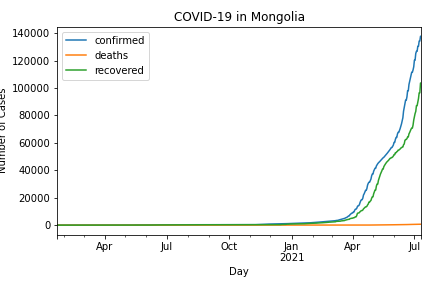 COVID-19 in Mongolia
140000
120000
100000
80000
60000
40000
20000
0
Number of Cases
confirmed
deaths
recovered
Apr
Jul
Oct
Jan
2021
Apr
Jul
Day